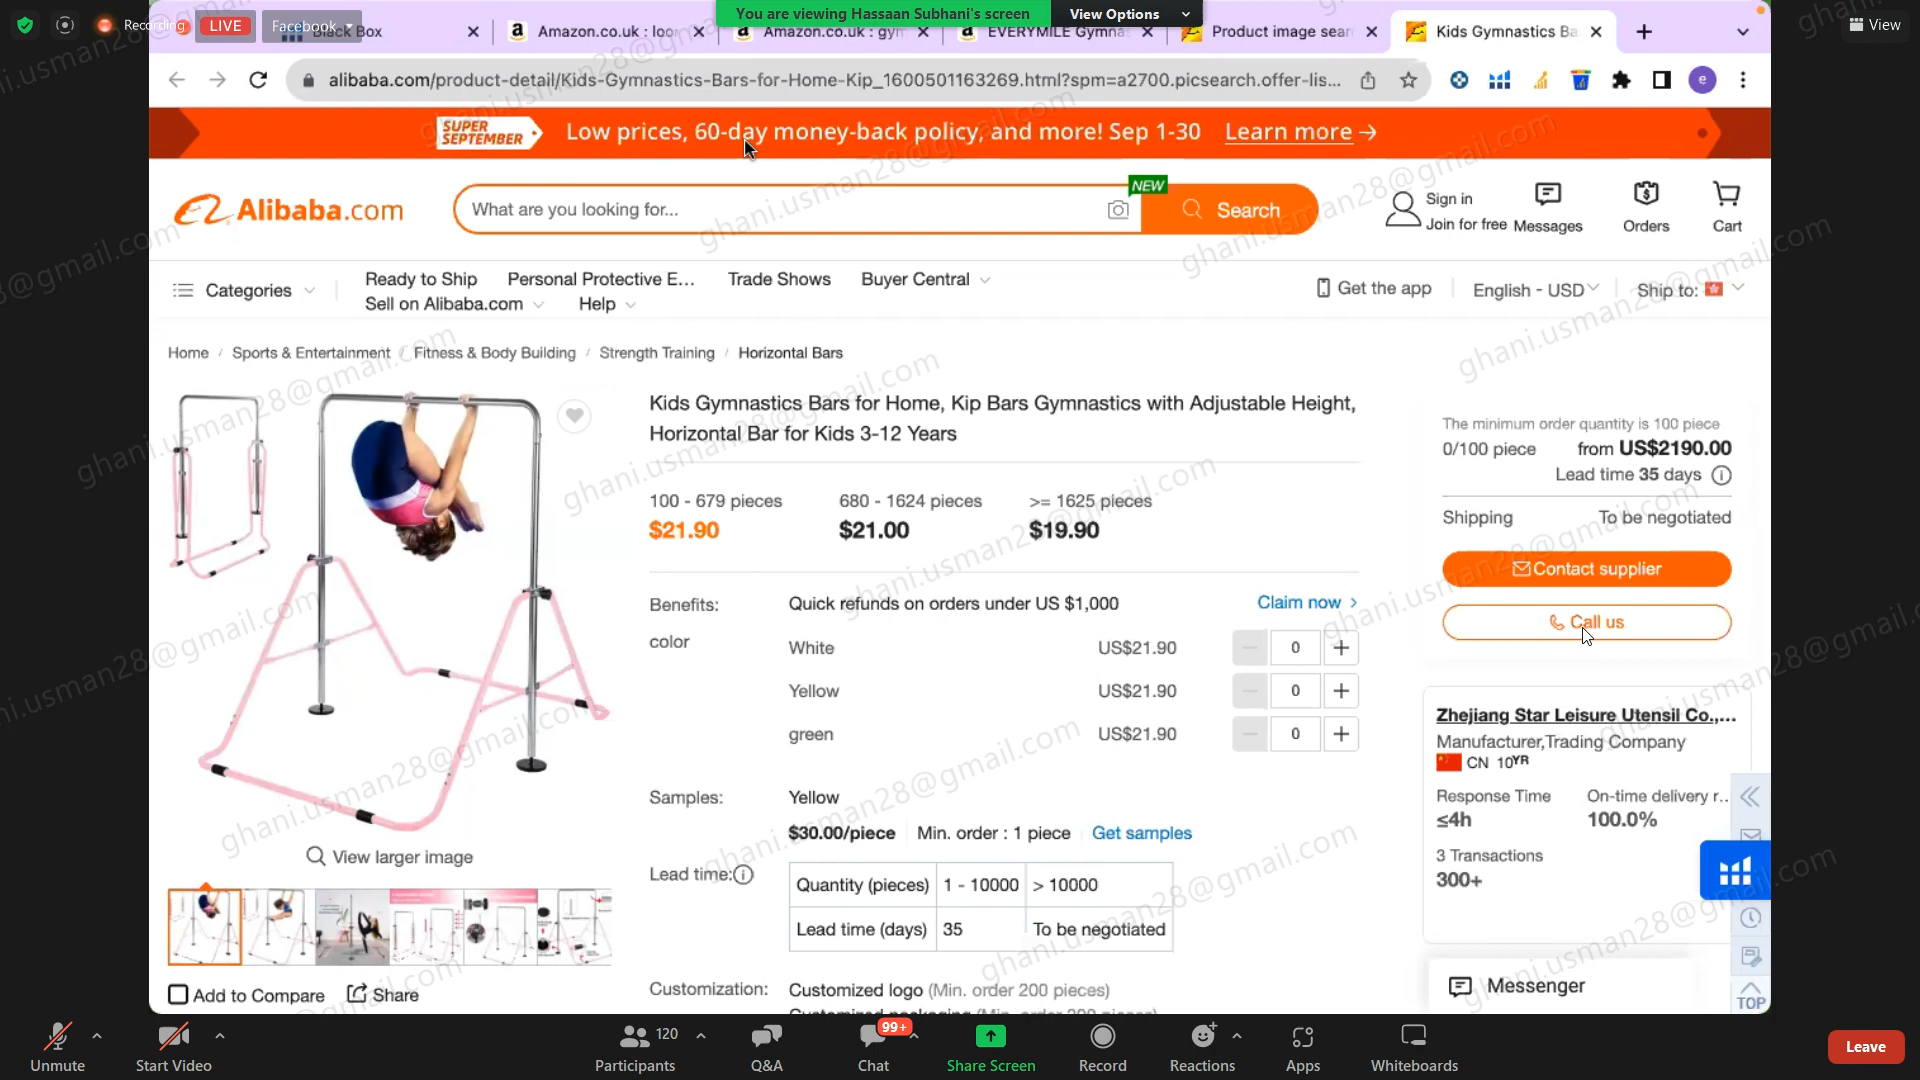 You are viewing Hassaan Subhani's screen
View Options
Recording
LIVE
Facebook
View
Black Box
Amazon.co.uk : loo
Amazon.co.uk : gym
EVERYMILE Gymnas
Product image sear
Kids Gymnastics Ba
alibaba.com/product-detail/Kids-Gymnastics-Bars-for-Home-Kip_1600501163269.html?spm=a2700.picsearch.offer-lis...
e
SUPER
SEPTEMBER
Low prices, 60-day money-back policy, and more! Sep 1-30
Learn more →
Alibaba.com
What are you looking for...
NEW
Search
Sign in
Join for free
Messages
Orders
Cart
Categories
Ready to Ship
Personal Protective E...
Trade Shows
Buyer Central
Sell on Alibaba.com
Help
Get the app
English - USD
Ship to:
Home / Sports & Entertainment / Fitness & Body Building / Strength Training / Horizontal Bars
Kids Gymnastics Bars for Home, Kip Bars Gymnastics with Adjustable Height,
Horizontal Bar for Kids 3-12 Years
100 - 679 pieces
680 - 1624 pieces
>= 1625 pieces
$21.90
$21.00
$19.90
Benefits:
Quick refunds on orders under US $1,000
Claim now >
color
White
US$21.90
0
Yellow
US$21.90
0
green
US$21.90
0
Samples:
Yellow
$30.00/piece
Min. order : 1 piece
Get samples
Lead time:
Quantity (pieces)
1 - 10000
> 10000
Lead time (days)
35
To be negotiated
Customization:
Customized logo (Min. order 200 pieces)
Customized packaging (Min. order 200 pieces)
View larger image
Add to Compare
Share
The minimum order quantity is 100 piece
0/100 piece
from US$2190.00
Lead time 35 days
Shipping
To be negotiated
Contact supplier
Call us
Zhejiang Star Leisure Utensil Co.,...
Manufacturer,Trading Company
CN 10YR
Response Time
On-time delivery r...
≤4h
100.0%
3 Transactions
300+
Messenger
TOP
ghani.usman28@gmail.com
Unmute
Start Video
120
Participants
Q&A
99+
Chat
Share Screen
Record
Reactions
Apps
Whiteboards
Leave